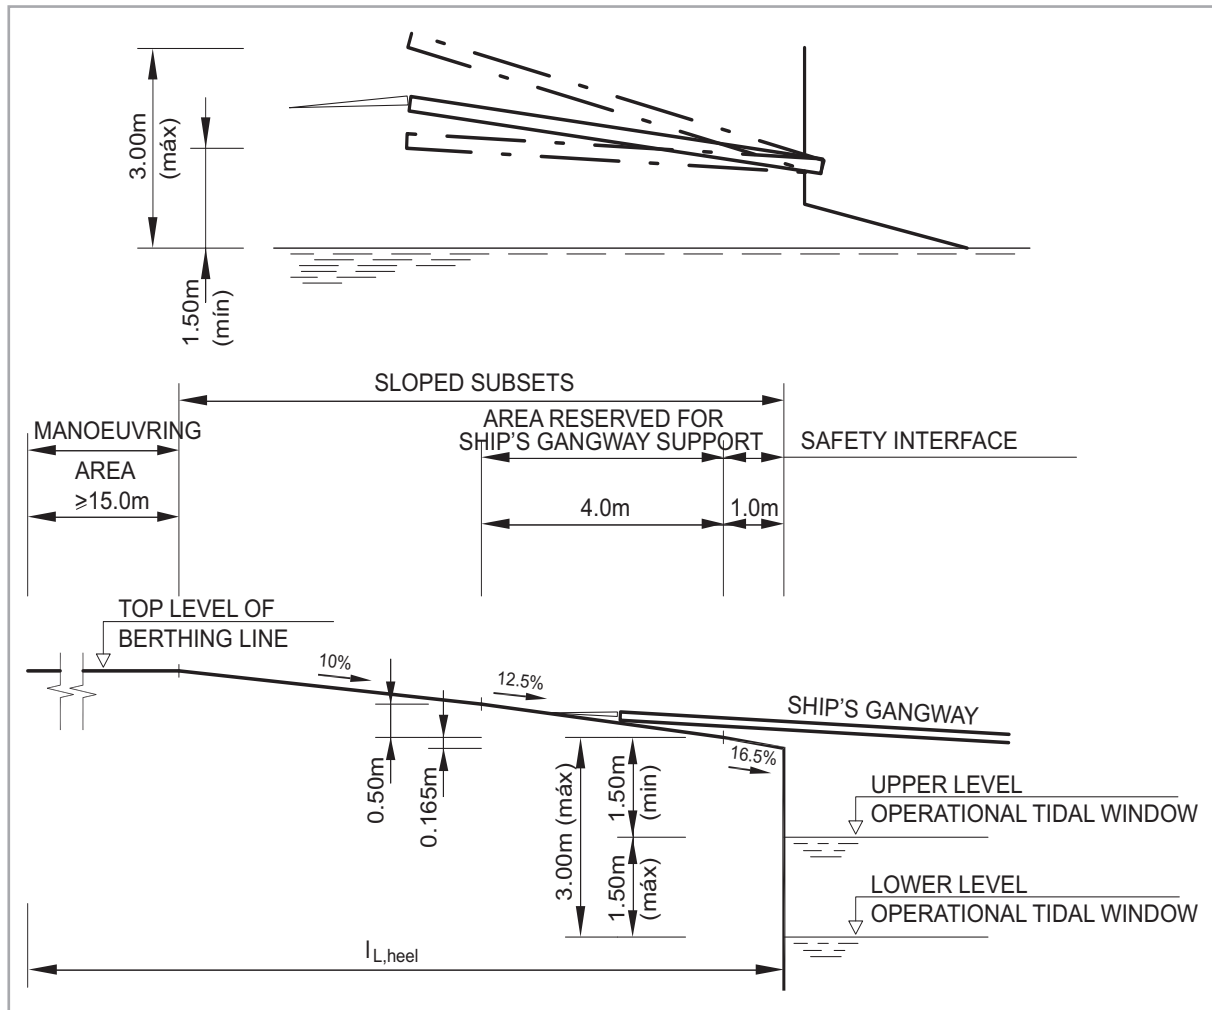 3.00m
(máx)
1.50m
(mín)
SLOPED SUBSETS
MANOEUVRING
AREA
≥15.0m
AREA RESERVED FOR
SHIP'S GANGWAY SUPPORT
SAFETY INTERFACE
4.0m
1.0m
TOP LEVEL OF
BERTHING LINE
10%
12.5%
SHIP'S GANGWAY
16.5%
0.50m
0.165m
3.00m (máx)
1.50m
(min)
1.50m
(máx)
UPPER LEVEL
OPERATIONAL TIDAL WINDOW
LOWER LEVEL
OPERATIONAL TIDAL WINDOW
lL,heel